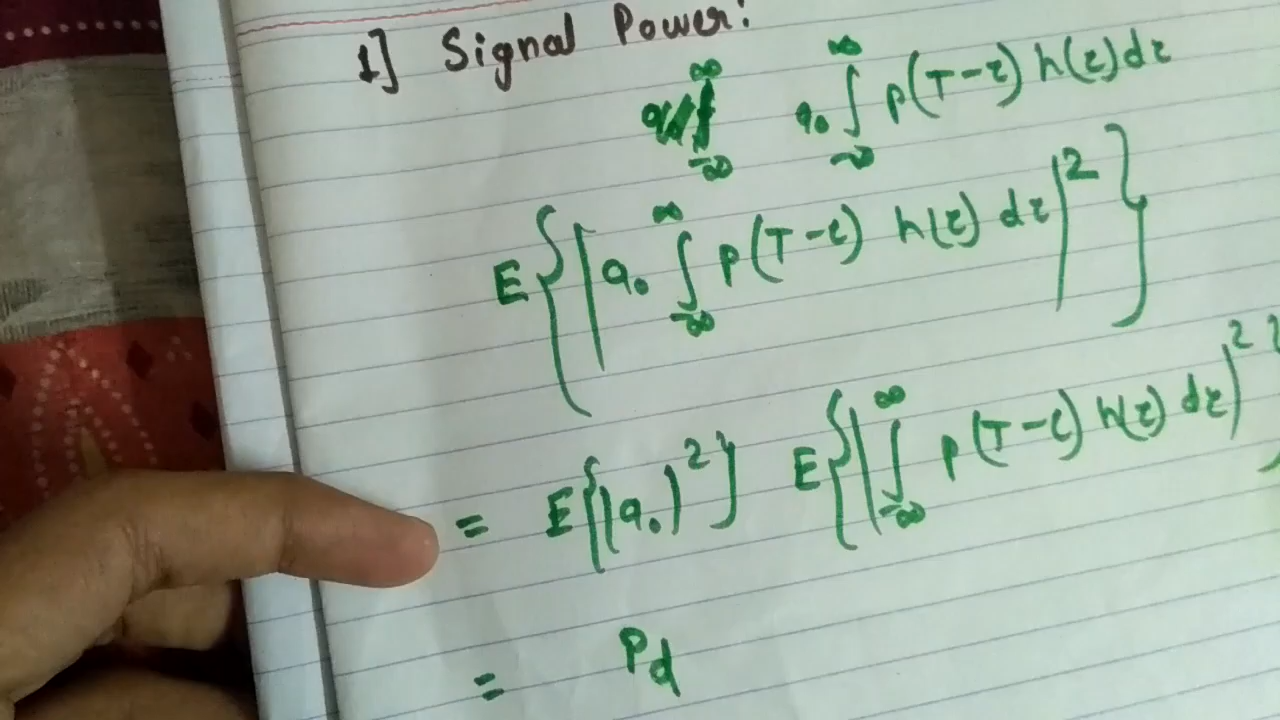 1] Signal Power:
a₀ ∫_{-∞}^{∞} p(T-τ) h(τ) dτ
E{|a₀ ∫_{-∞}^{∞} p(T-τ) h(τ) dτ|²}
= E{|a₀|²} E{|∫_{-∞}^{∞} p(T-τ) h(τ) dτ|²}
= P_d